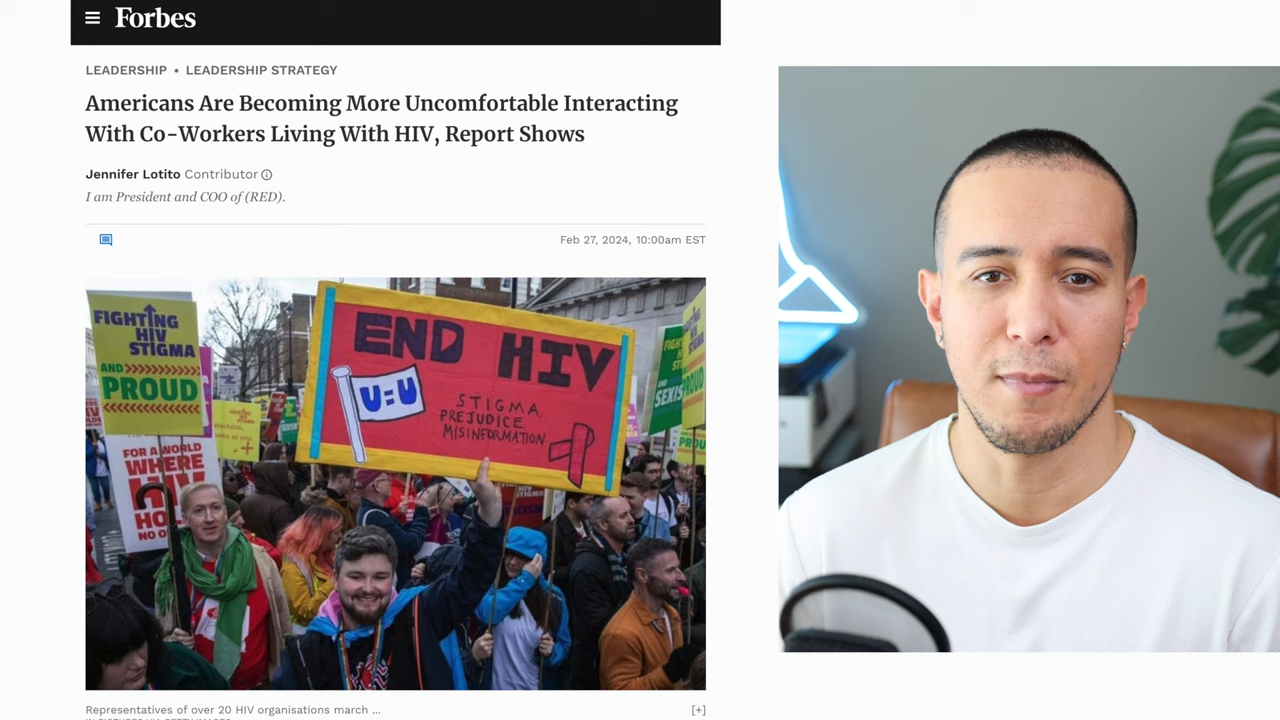 Forbes
LEADERSHIP • LEADERSHIP STRATEGY
Americans Are Becoming More Uncomfortable Interacting
With Co-Workers Living With HIV, Report Shows
Jennifer Lotito Contributor
I am President and COO of (RED).
Feb 27, 2024, 10:00am EST
FIGHTING
HIV
STIGMA
AND
PROUD
END HIV
U=U
STIGMA
PREJUDICE
MISINFORMATION
FOR A WORLD
WHERE
HIV
Representatives of over 20 HIV organisations march ...
[+]